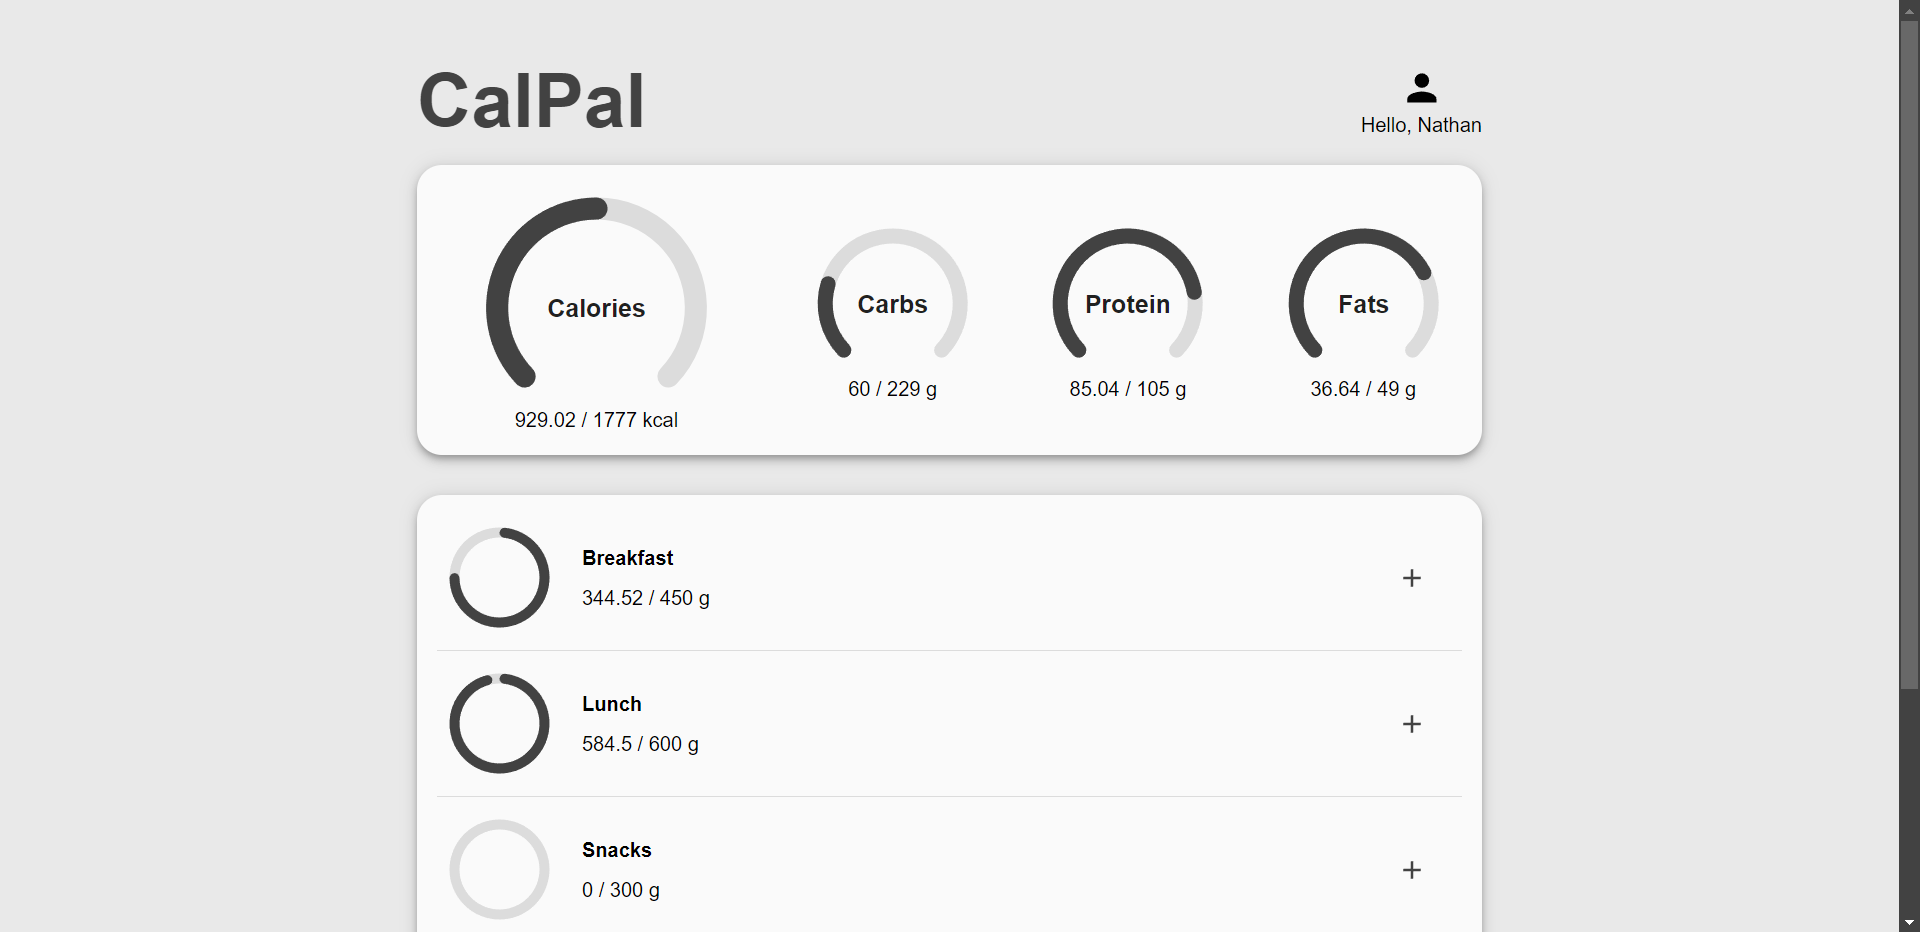 CalPal
Hello, Nathan
Calories
929.02 / 1777 kcal
Carbs
60 / 229 g
Protein
85.04 / 105 g
Fats
36.64 / 49 g
Breakfast
344.52 / 450 g
Lunch
584.5 / 600 g
Snacks
0 / 300 g